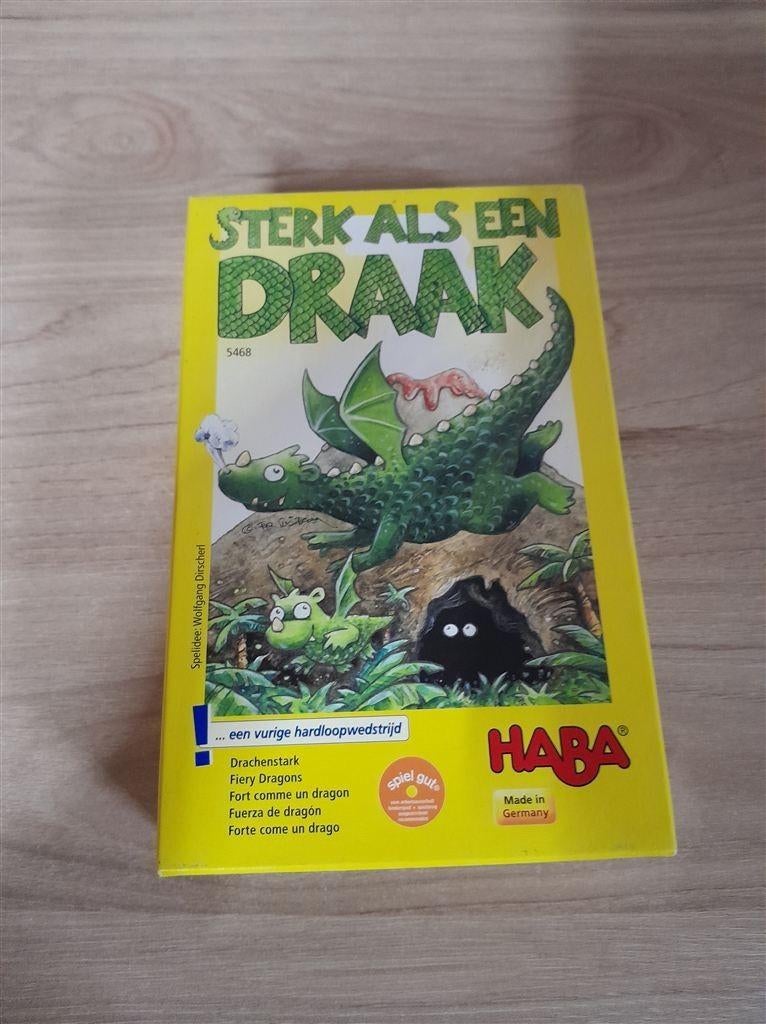 STERK ALS EEN
DRAAK
5468
Spelidee: Wolfgang Dirscherl
... een vurige hardloopwedstrijd
HABA®
Drachenstark
Fiery Dragons
Fort comme un dragon
Fuerza de dragón
Forte come un drago
spiel gut®
Made in
Germany